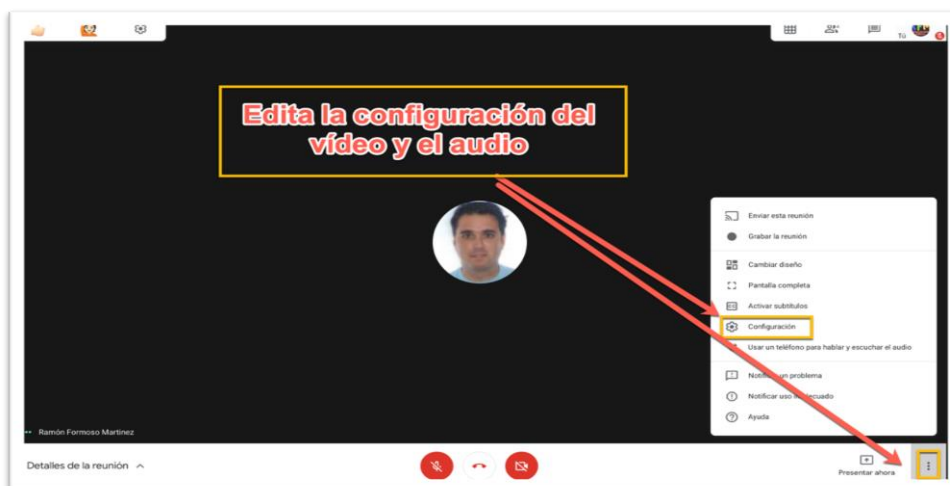 Tú
Edita la configuración del
vídeo y el audio
Enviar esta reunión
Grabar la reunión
Cambiar diseño
Pantalla completa
Activar subtítulos
Configuración
Usar un teléfono para hablar y escuchar el audio
Notificar un problema
Notificar uso
Ayuda
Ramón Formoso Martinez
Detalles de la reunión
Presentar ahora